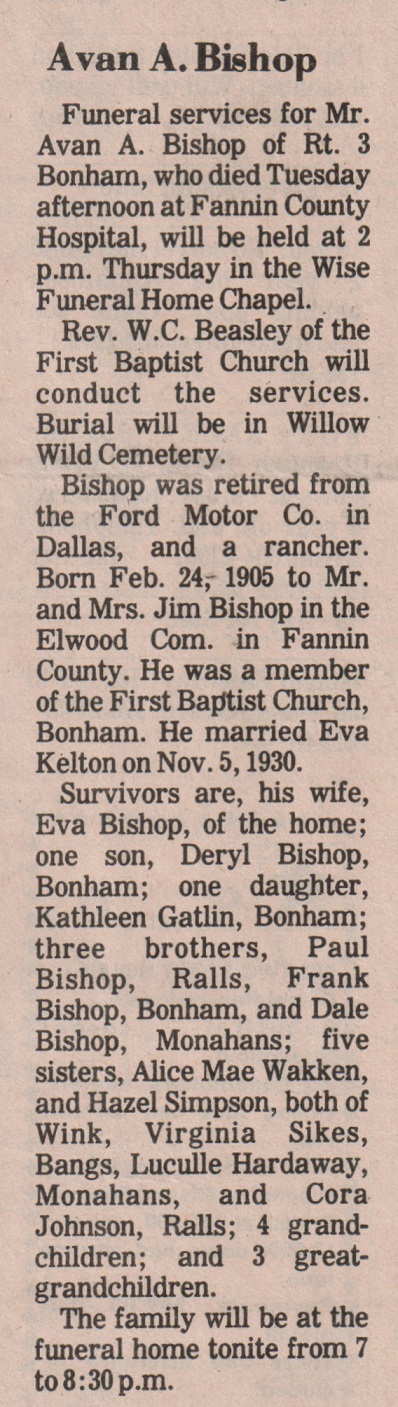 Avan A. Bishop
Funeral services for Mr.
Avan A. Bishop of Rt. 3
Bonham, who died Tuesday
afternoon at Fannin County
Hospital, will be held at 2
p.m. Thursday in the Wise
Funeral Home Chapel.
Rev. W.C. Beasley of the
First Baptist Church will
conduct the services.
Burial will be in Willow
Wild Cemetery.
Bishop was retired from
the Ford Motor Co. in
Dallas, and a rancher.
Born Feb. 24, 1905 to Mr.
and Mrs. Jim Bishop in the
Elwood Com. in Fannin
County. He was a member
of the First Baptist Church,
Bonham. He married Eva
Kelton on Nov. 5, 1930.
Survivors are, his wife,
Eva Bishop, of the home;
one son, Deryl Bishop,
Bonham; one daughter,
Kathleen Gatlin, Bonham;
three brothers, Paul
Bishop, Ralls, Frank
Bishop, Bonham, and Dale
Bishop, Monahans; five
sisters, Alice Mae Wakken,
and Hazel Simpson, both of
Wink, Virginia Sikes,
Bangs, Luculle Hardaway,
Monahans, and Cora
Johnson, Ralls; 4 grand-
children; and 3 great-
grandchildren.
The family will be at the
funeral home tonite from 7
to 8:30 p.m.